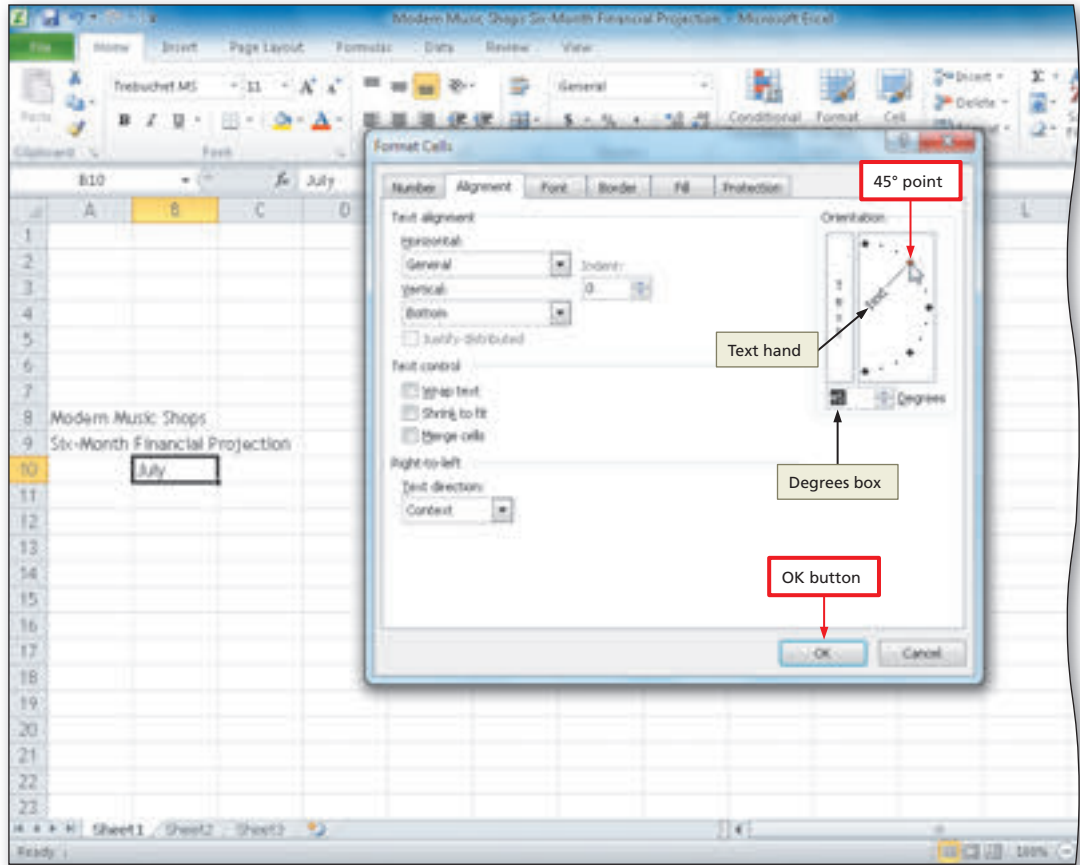 Modern Music Shops Six-Month Financial Projection - Microsoft Excel
File Home Insert Page Layout Formulas Data Review View
Trebuchet MS 11 General Insert
Paste B I U $ % Conditional Format Cell Delete
Clipboard Font
Format Cells
B10 fx July
Number Alignment Font Border Fill Protection
45° point
A B C D L
Text alignment
Orientation
Horizontal:
General Indent:
Vertical: 0
Bottom
Justify distributed
Text hand
Text
Text control
Wrap text
Degrees
Shrink to fit
Merge cells
Degrees box
Right-to-left
Text direction:
Context
OK button
OK Cancel
1
2
3
4
5
6
7
8 Modern Music Shops
9 Six-Month Financial Projection
10 July
11
12
13
14
15
16
17
18
19
20
21
22
23
Sheet1 Sheet2 Sheet3
Ready 100%